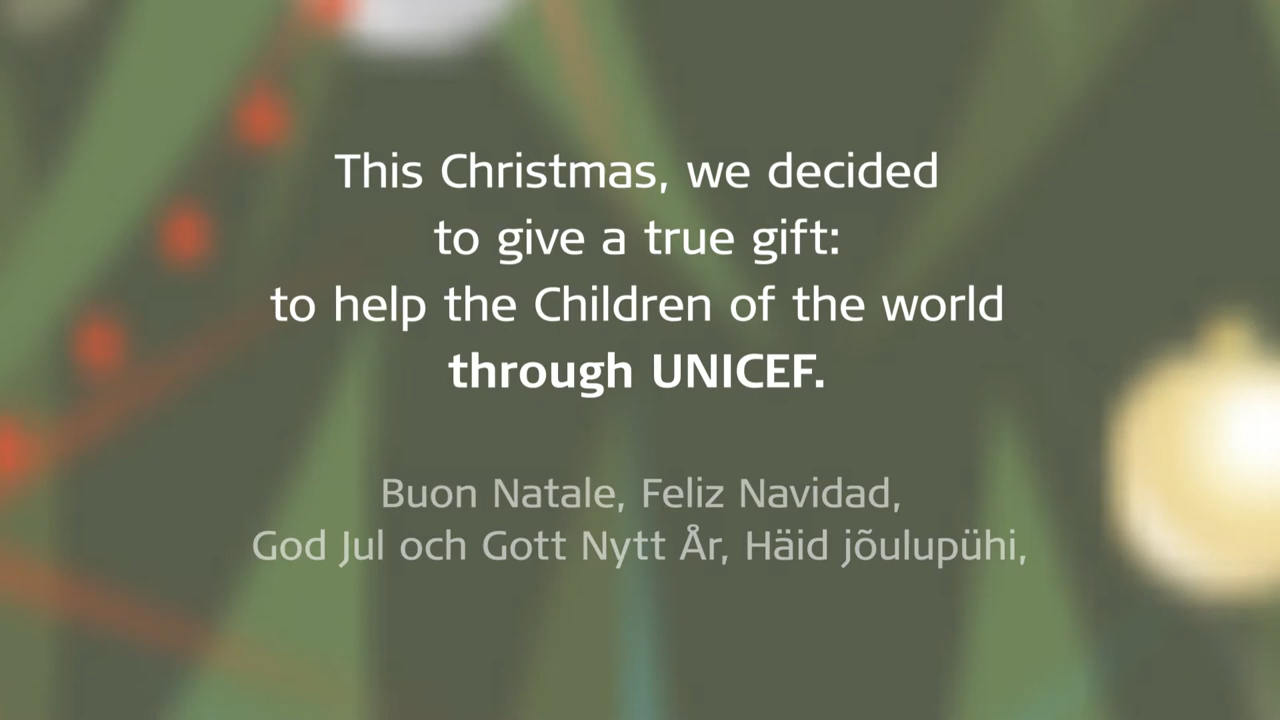 This Christmas, we decided
to give a true gift:
to help the Children of the world
through UNICEF.
Buon Natale, Feliz Navidad,
God Jul och Gott Nytt År, Häid jõulupühi,